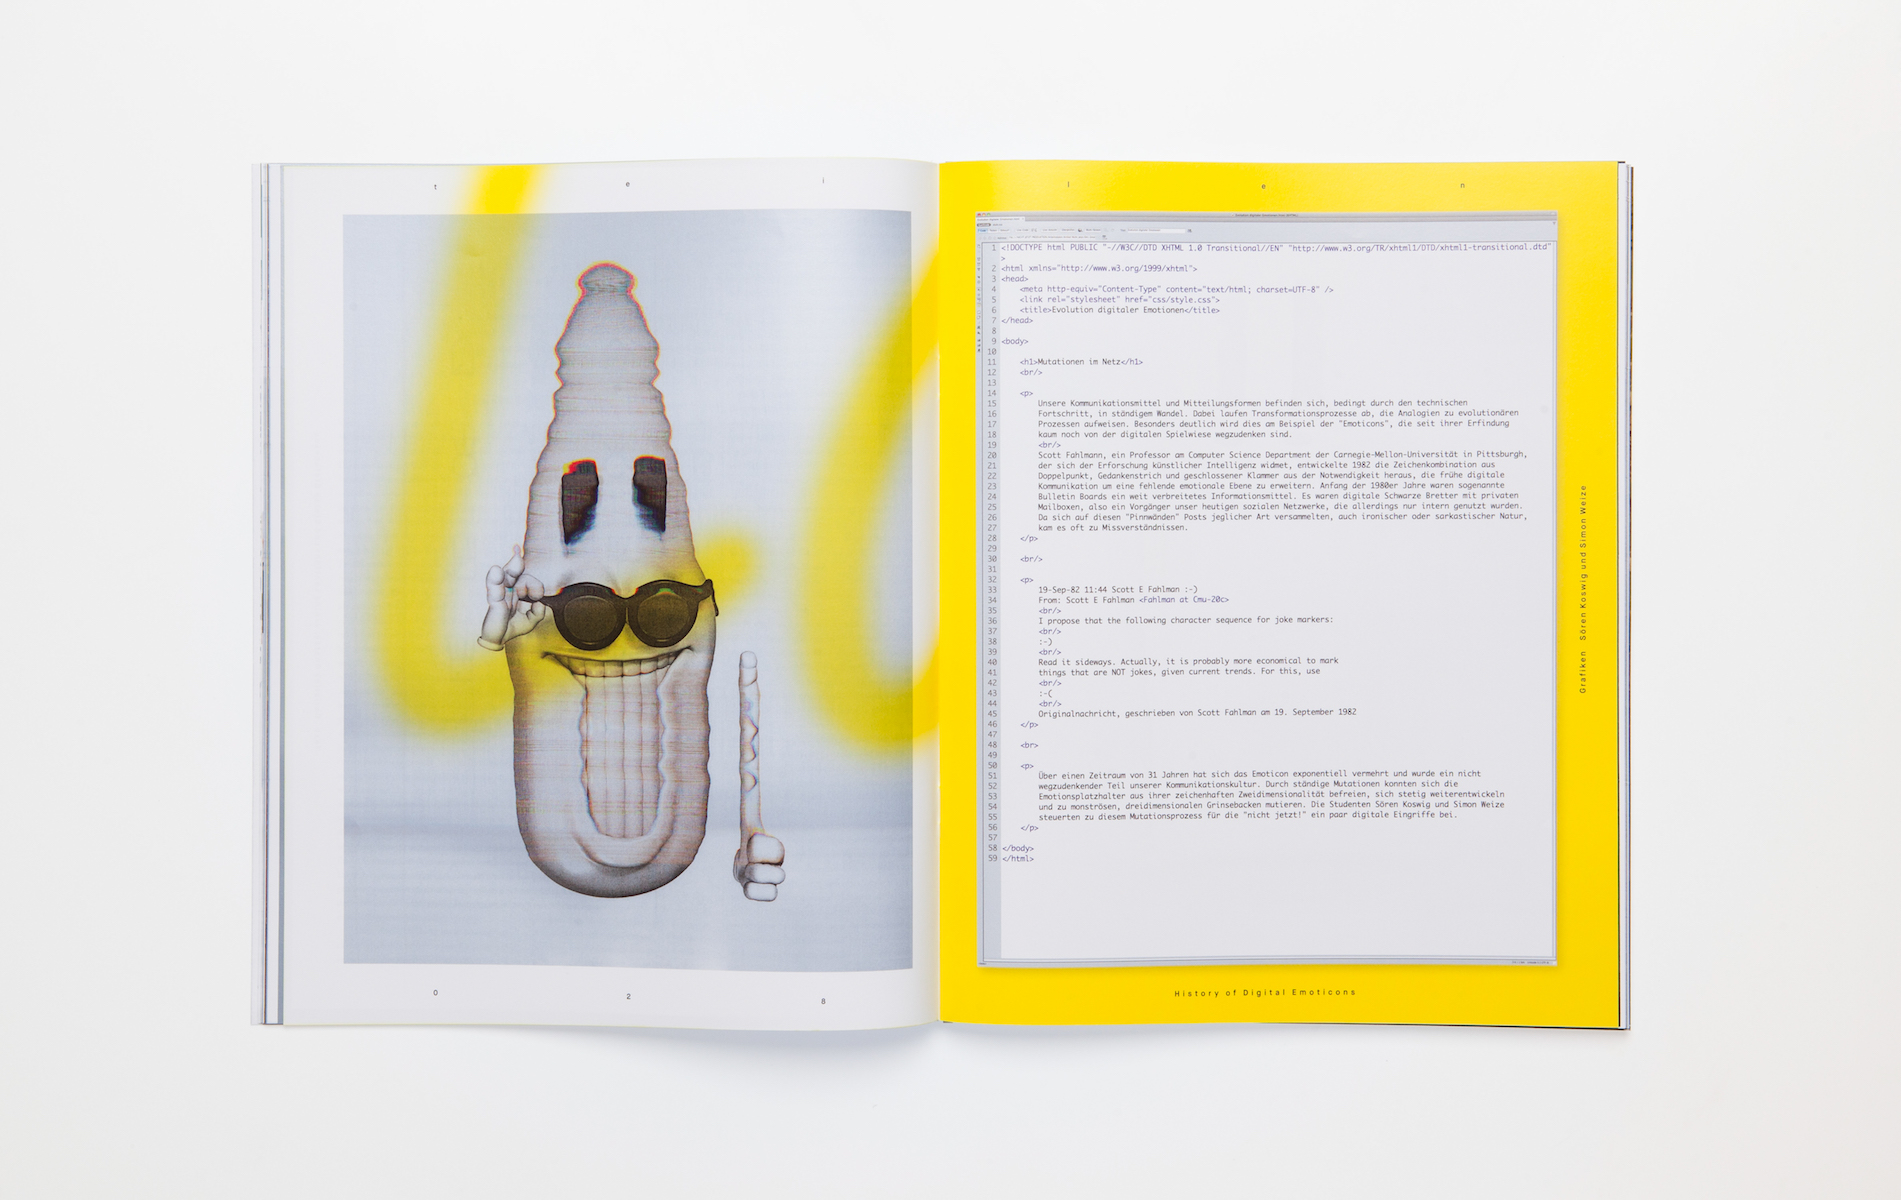 t e i
0 2 8
l e n
1 <!DOCTYPE html PUBLIC "-//W3C//DTD XHTML 1.0 Transitional//EN" "http://www.w3.org/TR/xhtml1/DTD/xhtml1-transitional.dtd"
>
2 <html xmlns="http://www.w3.org/1999/xhtml">
3 <head>
4 <meta http-equiv="Content-Type" content="text/html; charset=UTF-8" />
5 <link rel="stylesheet" href="css/style.css">
6 <title>Evolution digitaler Emotionen</title>
7 </head>
8
9 <body>
10
11 <h1>Mutationen im Netz</h1>
12 <br/>
13
14 <p>
15 Unsere Kommunikationsmittel und Mitteilungsformen befinden sich, bedingt durch den technischen
16 Fortschritt, in ständigem Wandel. Dabei laufen Transformationsprozesse ab, die Analogien zu evolutionären
17 Prozessen aufweisen. Besonders deutlich wird dies am Beispiel der "Emoticons", die seit ihrer Erfindung
18 kaum noch von der digitalen Spielwiese wegzudenken sind.
19 <br/>
20 Scott Fahlmann, ein Professor am Computer Science Department der Carnegie-Mellon-Universität in Pittsburgh,
21 der sich der Erforschung künstlicher Intelligenz widmet, entwickelte 1982 die Zeichenkombination aus
22 Doppelpunkt, Gedankenstrich und geschlossener Klammer aus der Notwendigkeit heraus, die frühe digitale
23 Kommunikation um eine fehlende emotionale Ebene zu erweitern. Anfang der 1980er Jahre waren sogenannte
24 Bulletin Boards ein weit verbreitetes Informationsmittel. Es waren digitale Schwarze Bretter mit privaten
25 Mailboxen, also ein Vorgänger unser heutigen sozialen Netzwerke, die allerdings nur intern genutzt wurden.
26 Da sich auf diesen "Pinnwänden" Posts jeglicher Art versammelten, auch ironischer oder sarkastischer Natur,
27 kam es oft zu Missverständnissen.
28 </p>
29
30 <br/>
31
32 <p>
33 19-Sep-82 11:44 Scott E Fahlman :-)
34 From: Scott E Fahlman <Fahlman at Cmu-20c>
35 <br/>
36 I propose that the following character sequence for joke markers:
37 <br/>
38 :-)
39 <br/>
40 Read it sideways. Actually, it is probably more economical to mark
41 things that are NOT jokes, given current trends. For this, use
42 <br/>
43 :-(
44 <br/>
45 Originalnachricht, geschrieben von Scott Fahlman am 19. September 1982
46 </p>
47
48 <br>
49
50 <p>
51 Über einen Zeitraum von 31 Jahren hat sich das Emoticon exponentiell vermehrt und wurde ein nicht
52 wegzudenkender Teil unserer Kommunikationskultur. Durch ständige Mutationen konnten sich die
53 Emotionsplatzhalter aus ihrer zeichenhaften Zweidimensionalität befreien, sich stetig weiterentwickeln
54 und zu monströsen, dreidimensionalen Grinsebacken mutieren. Die Studenten Sören Koswig und Simon Weize
55 steuerten zu diesem Mutationsprozess für die "nicht jetzt!" ein paar digitale Eingriffe bei.
56 </p>
57
58 </body>
59 </html>
Grafiken Sören Koswig und Simon Weize
History of Digital Emoticons